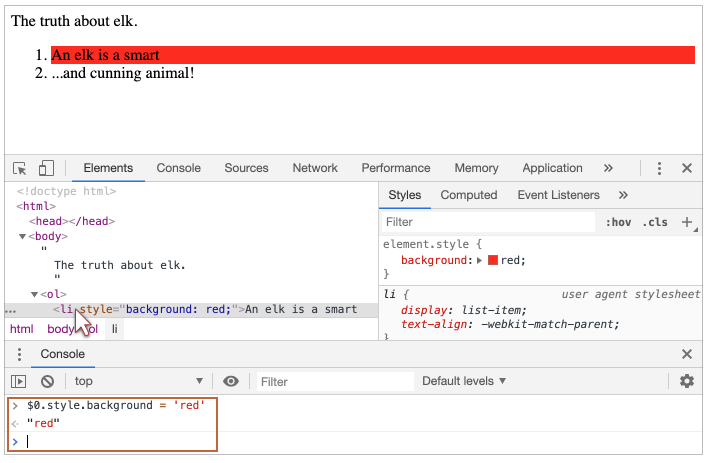 The truth about elk.
1. An elk is a smart
2. ...and cunning animal!
Elements Console Sources Network Performance Memory Application »
<!doctype html>
<html>
<head></head>
<body>
"
The truth about elk.
"
<ol>
<li style="background: red;">An elk is a smart
html body ol li
Styles Computed Event Listeners »
Filter :hov .cls +
element.style {
background: red;
}
li { user agent stylesheet
display: list-item;
text-align: -webkit-match-parent;
}
Console
top Filter Default levels
> $0.style.background = 'red'
"red"
>